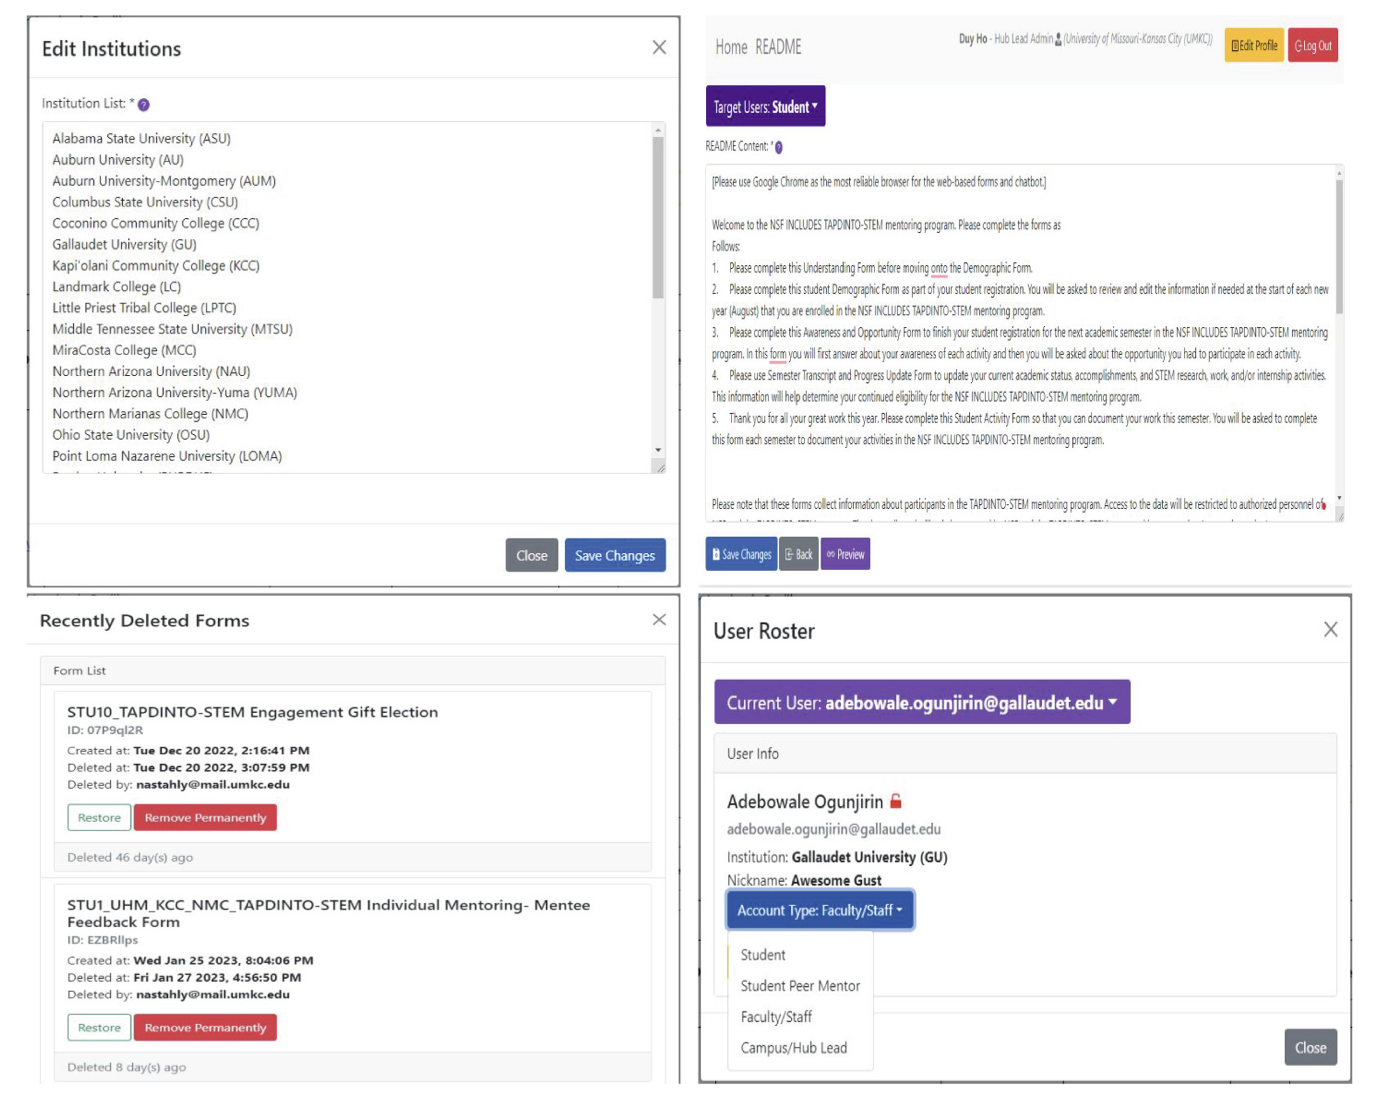 Edit Institutions
Institution List: *
Alabama State University (ASU)
Auburn University (AU)
Auburn University-Montgomery (AUM)
Columbus State University (CSU)
Coconino Community College (CCC)
Gallaudet University (GU)
Kapi'olani Community College (KCC)
Landmark College (LC)
Little Priest Tribal College (LPTC)
Middle Tennessee State University (MTSU)
MiraCosta College (MCC)
Northern Arizona University (NAU)
Northern Arizona University-Yuma (YUMA)
Northern Marianas College (NMC)
Ohio State University (OSU)
Point Loma Nazarene University (LOMA)
Close Save Changes
Home README
Duy Ho - Hub Lead Admin (University of Missouri-Kansas City (UMKC))
Edit Profile
Log Out
Target Users: Student
README Content: *
[Please use Google Chrome as the most reliable browser for the web-based forms and chatbot.]
Welcome to the NSF INCLUDES TAPDINTO-STEM mentoring program. Please complete the forms as
Follows:
1. Please complete this Understanding Form before moving onto the Demographic Form.
2. Please complete this student Demographic Form as part of your student registration. You will be asked to review and edit the information if needed at the start of each new
year (August) that you are enrolled in the NSF INCLUDES TAPDINTO-STEM mentoring program.
3. Please complete this Awareness and Opportunity Form to finish your student registration for the next academic semester in the NSF INCLUDES TAPDINTO-STEM mentoring
program. In this form you will first answer about your awareness of each activity and then you will be asked about the opportunity you had to participate in each activity.
4. Please use Semester Transcript and Progress Update Form to update your current academic status, accomplishments, and STEM research, work, and/or internship activities.
This information will help determine your continued eligibility for the NSF INCLUDES TAPDINTO-STEM mentoring program.
5. Thank you for all your great work this year. Please complete this Student Activity Form so that you can document your work this semester. You will be asked to complete
this form each semester to document your activities in the NSF INCLUDES TAPDINTO-STEM mentoring program.
Please note that these forms collect information about participants in the TAPDINTO-STEM mentoring program. Access to the data will be restricted to authorized personnel of
Save Changes Back Preview
Recently Deleted Forms
Form List
STU10_TAPDINTO-STEM Engagement Gift Election
ID: 07P9ql2R
Created at: Tue Dec 20 2022, 2:16:41 PM
Deleted at: Tue Dec 20 2022, 3:07:59 PM
Deleted by: nastahly@mail.umkc.edu
Restore Remove Permanently
Deleted 46 day(s) ago
STU1_UHM_KCC_NMC_TAPDINTO-STEM Individual Mentoring- Mentee
Feedback Form
ID: EZBRllps
Created at: Wed Jan 25 2023, 8:04:06 PM
Deleted at: Fri Jan 27 2023, 4:56:50 PM
Deleted by: nastahly@mail.umkc.edu
Restore Remove Permanently
Deleted 8 day(s) ago
User Roster
Current User: adebowale.ogunjirin@gallaudet.edu
User Info
Adebowale Ogunjirin
adebowale.ogunjirin@gallaudet.edu
Institution: Gallaudet University (GU)
Nickname: Awesome Gust
Account Type: Faculty/Staff
Student
Student Peer Mentor
Faculty/Staff
Campus/Hub Lead
Close